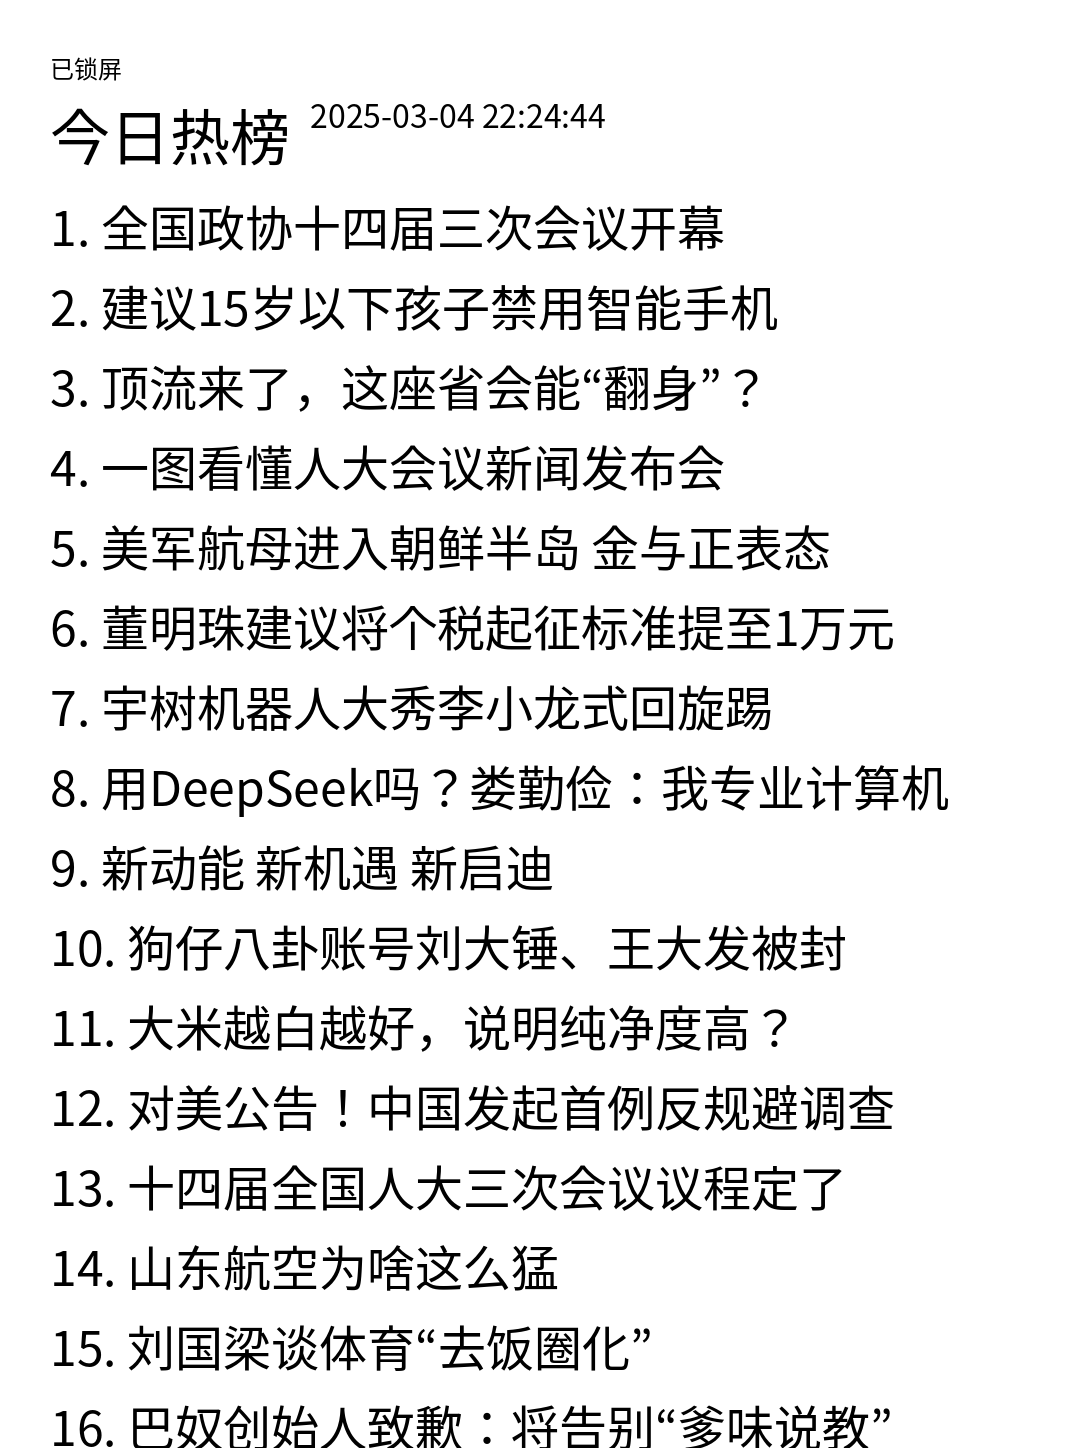 已锁屏
今日热榜 2025-03-04 22:24:44
1. 全国政协十四届三次会议开幕
2. 建议15岁以下孩子禁用智能手机
3. 顶流来了，这座省会能“翻身”？
4. 一图看懂人大会议新闻发布会
5. 美军航母进入朝鲜半岛 金与正表态
6. 董明珠建议将个税起征标准提至1万元
7. 宇树机器人大秀李小龙式回旋踢
8. 用DeepSeek吗？娄勤俭：我专业计算机
9. 新动能 新机遇 新启迪
10. 狗仔八卦账号刘大锤、王大发被封
11. 大米越白越好，说明纯净度高？
12. 对美公告！中国发起首例反规避调查
13. 十四届全国人大三次会议议程定了
14. 山东航空为啥这么猛
15. 刘国梁谈体育“去饭圈化”
16. 巴奴创始人致歉：将告别“爹味说教”